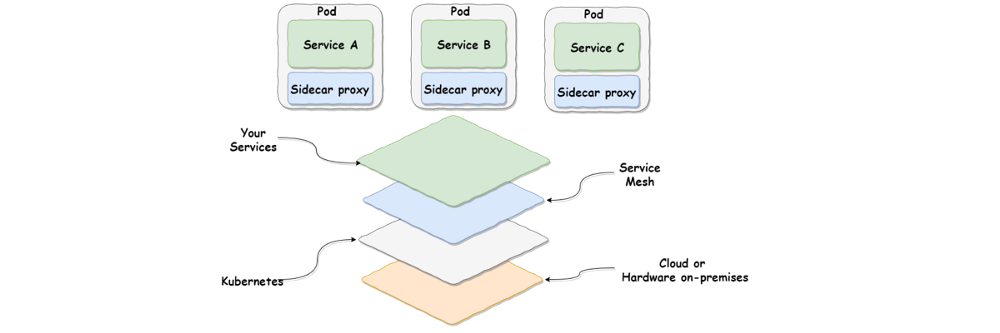 Pod
Service A
Sidecar proxy
Pod
Service B
Sidecar proxy
Pod
Service C
Sidecar proxy
Your
Services
Service
Mesh
Kubernetes
Cloud or
Hardware on-premises